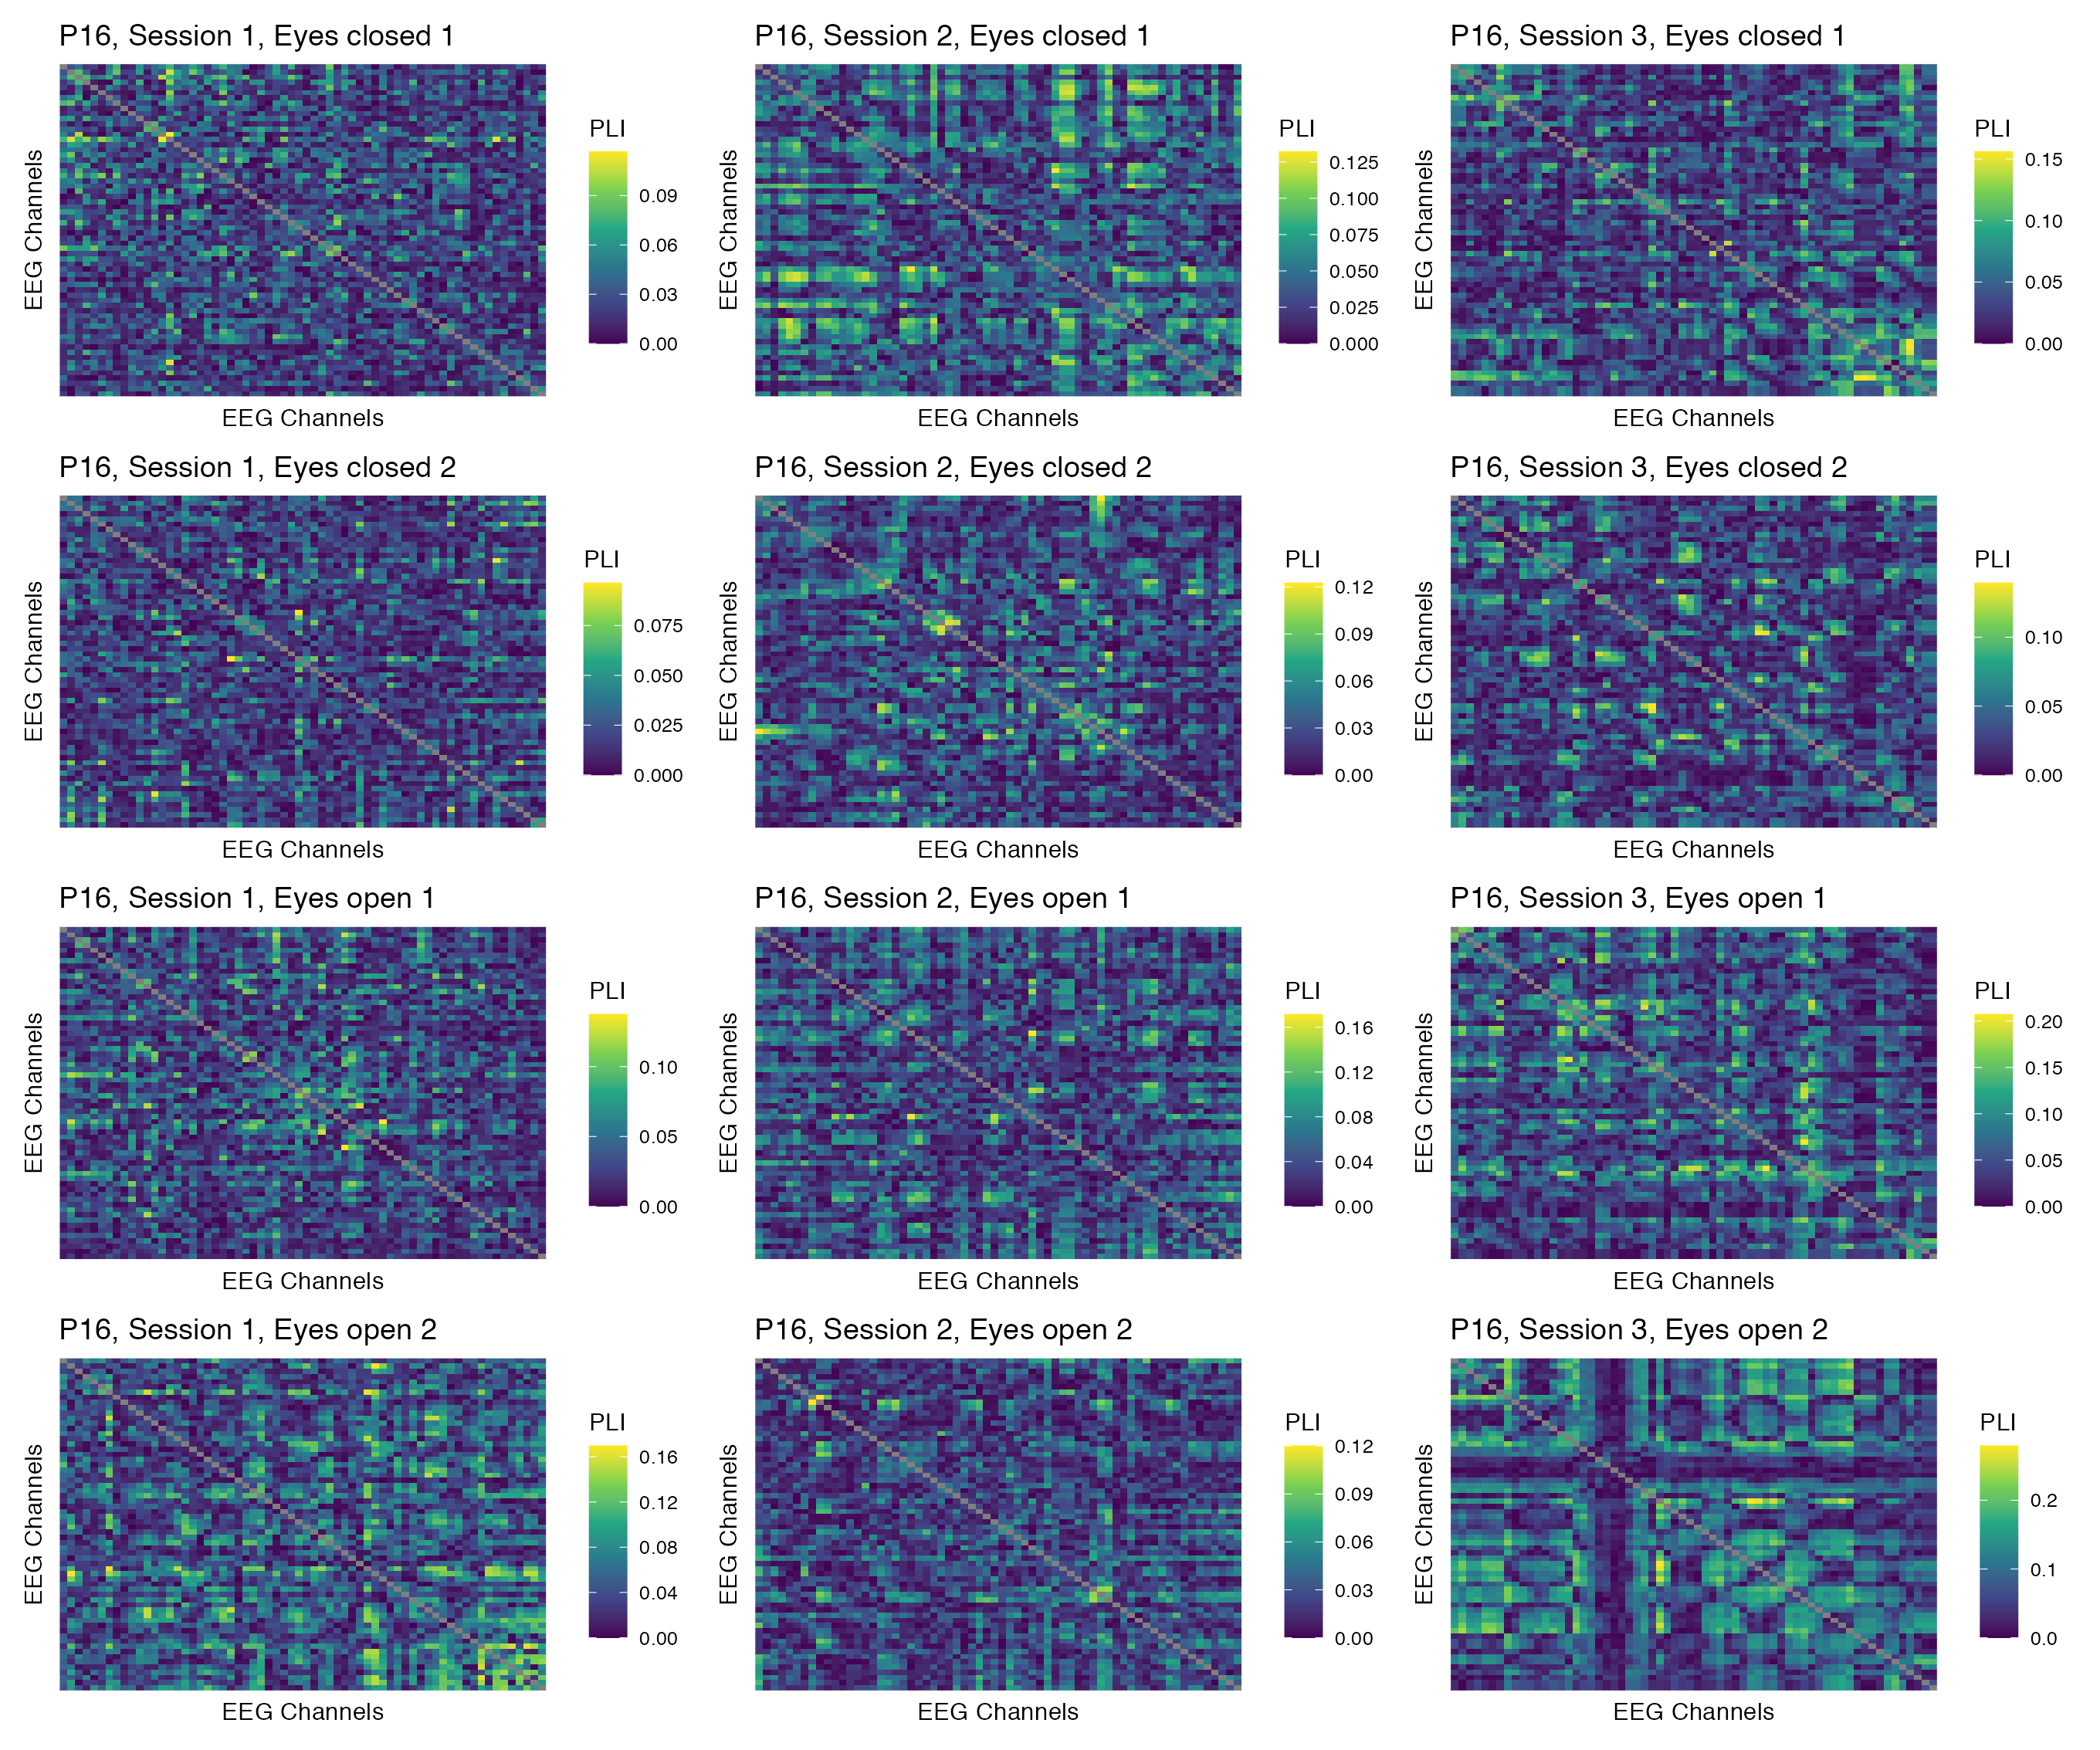 P16, Session 1, Eyes closed 1
EEG Channels
EEG Channels
PLI
0.09
0.06
0.03
0.00
P16, Session 2, Eyes closed 1
EEG Channels
EEG Channels
PLI
0.125
0.100
0.075
0.050
0.025
0.000
P16, Session 3, Eyes closed 1
EEG Channels
EEG Channels
PLI
0.15
0.10
0.05
0.00
P16, Session 1, Eyes closed 2
EEG Channels
EEG Channels
PLI
0.075
0.050
0.025
0.000
P16, Session 2, Eyes closed 2
EEG Channels
EEG Channels
PLI
0.12
0.09
0.06
0.03
0.00
P16, Session 3, Eyes closed 2
EEG Channels
EEG Channels
PLI
0.10
0.05
0.00
P16, Session 1, Eyes open 1
EEG Channels
EEG Channels
PLI
0.10
0.05
0.00
P16, Session 2, Eyes open 1
EEG Channels
EEG Channels
PLI
0.16
0.12
0.08
0.04
0.00
P16, Session 3, Eyes open 1
EEG Channels
EEG Channels
PLI
0.20
0.15
0.10
0.05
0.00
P16, Session 1, Eyes open 2
EEG Channels
EEG Channels
PLI
0.16
0.12
0.08
0.04
0.00
P16, Session 2, Eyes open 2
EEG Channels
EEG Channels
PLI
0.12
0.09
0.06
0.03
0.00
P16, Session 3, Eyes open 2
EEG Channels
EEG Channels
PLI
0.2
0.1
0.0